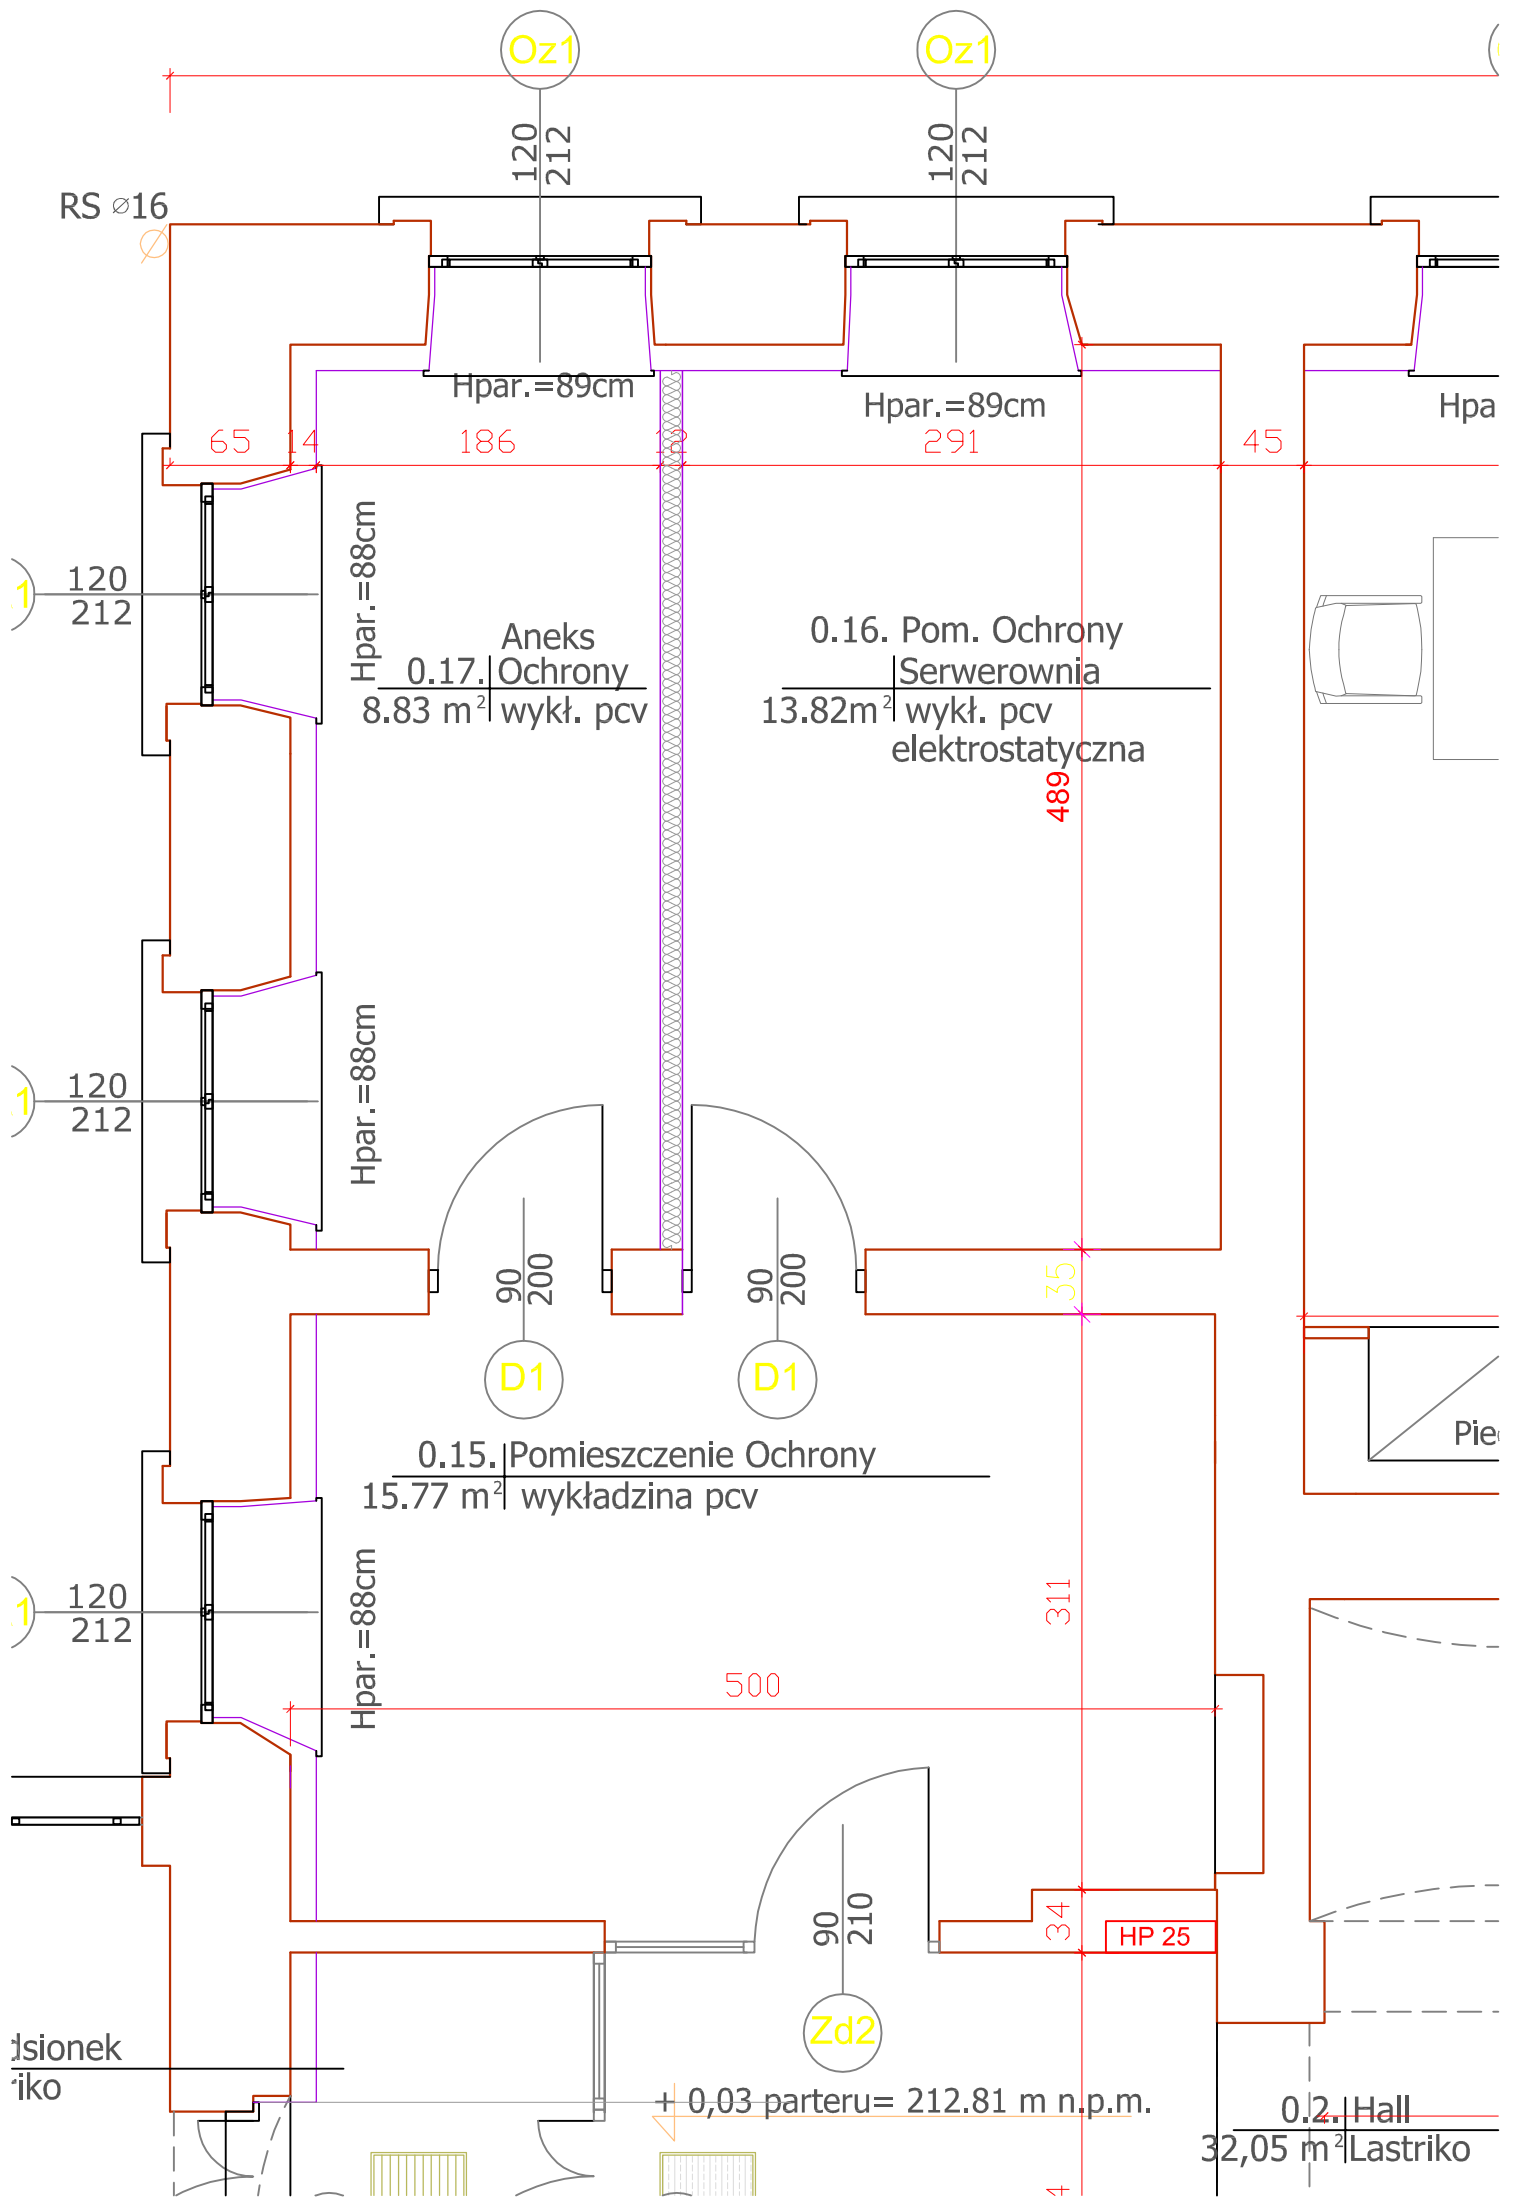 Oz1
Oz1
120
212
120
212
RS ⌀16
Hpar.=89cm
Hpar.=89cm
65
14
186
12
291
45
Hpar.=88cm
120
212
Aneks
0.17. Ochrony
8.83 m² wykł. pcv
0.16. Pom. Ochrony
Serwerownia
13.82m² wykł. pcv
elektrostatyczna
489
Hpar.=88cm
120
212
90
200
90
200
35
D1
D1
0.15. Pomieszczenie Ochrony
15.77 m² wykładzina pcv
Hpar.=88cm
120
212
311
500
90
210
34
HP 25
Zd2
+ 0,03 parteru= 212.81 m n.p.m.
0.2. Hall
32,05 m² Lastriko